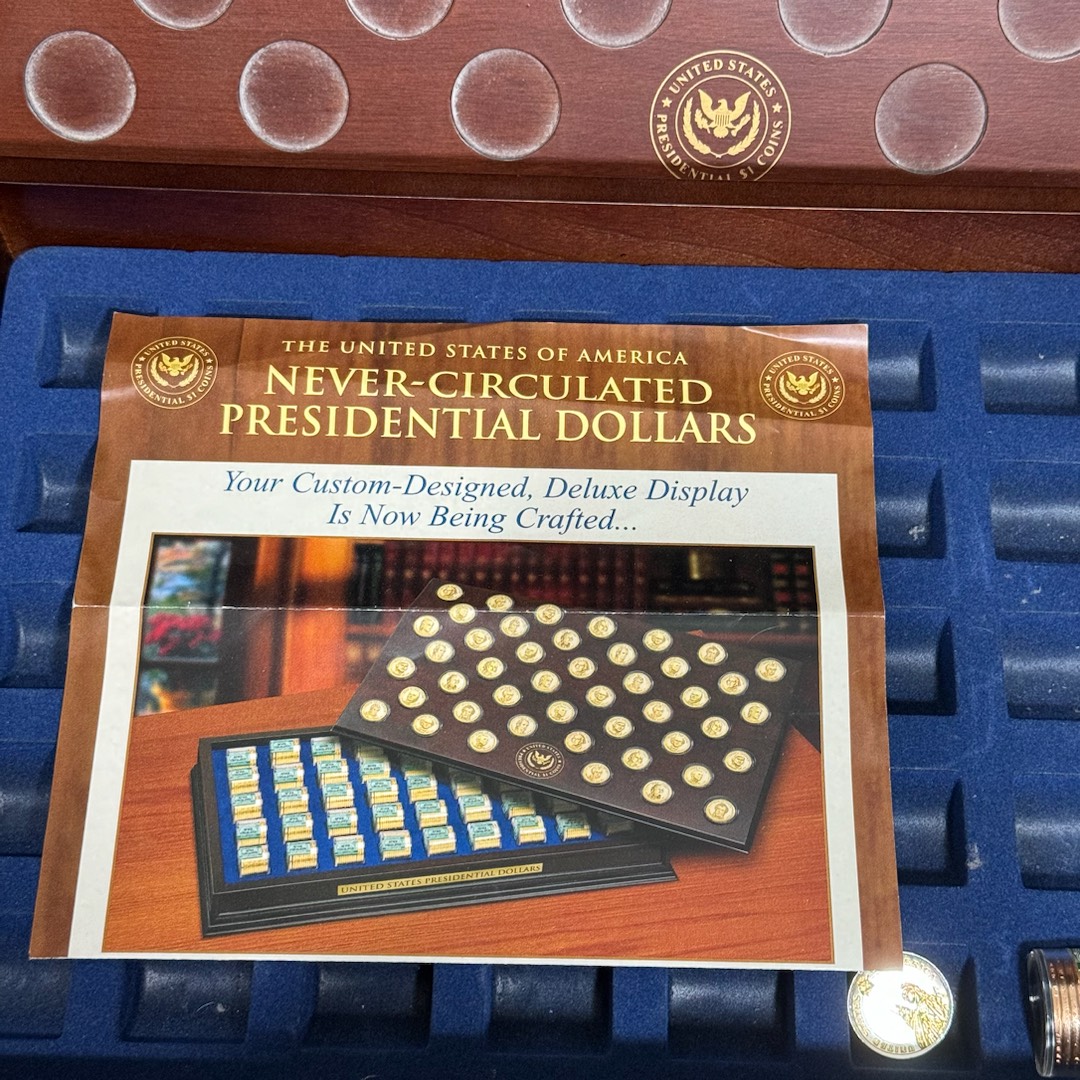 UNITED STATES
PRESIDENTIAL $1 COINS
UNITED STATES
PRESIDENTIAL $1 COINS
THE UNITED STATES OF AMERICA
NEVER-CIRCULATED
PRESIDENTIAL DOLLARS
UNITED STATES
PRESIDENTIAL $1 COINS
Your Custom-Designed, Deluxe Display
Is Now Being Crafted...
UNITED STATES PRESIDENTIAL DOLLARS